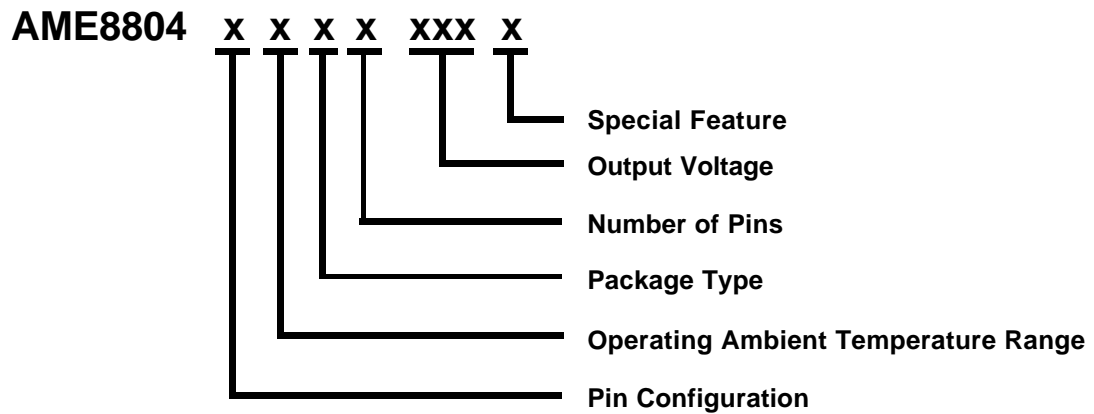 AME8804 x x x x xxx x
Special Feature
Output Voltage
Number of Pins
Package Type
Operating Ambient Temperature Range
Pin Configuration